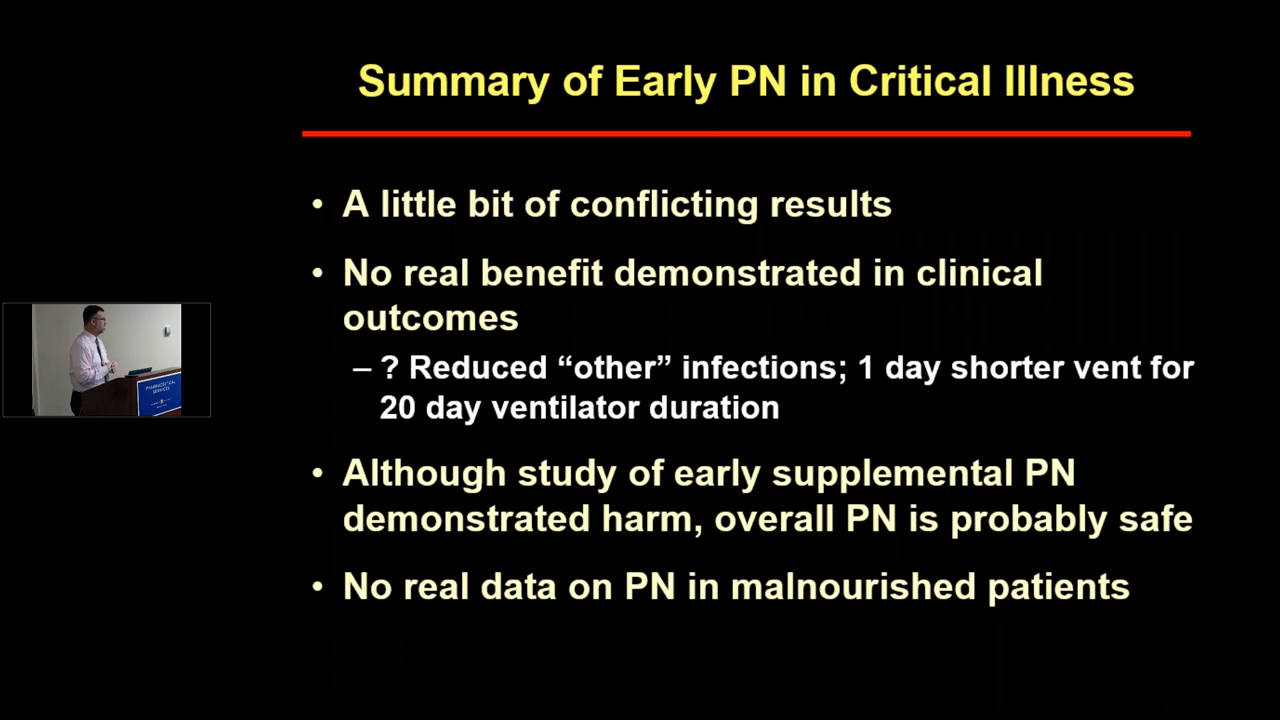 Summary of Early PN in Critical Illness
• A little bit of conflicting results
• No real benefit demonstrated in clinical
outcomes
– ? Reduced “other” infections; 1 day shorter vent for
20 day ventilator duration
• Although study of early supplemental PN
demonstrated harm, overall PN is probably safe
• No real data on PN in malnourished patients
PHARMACEUTICAL
SERVICES